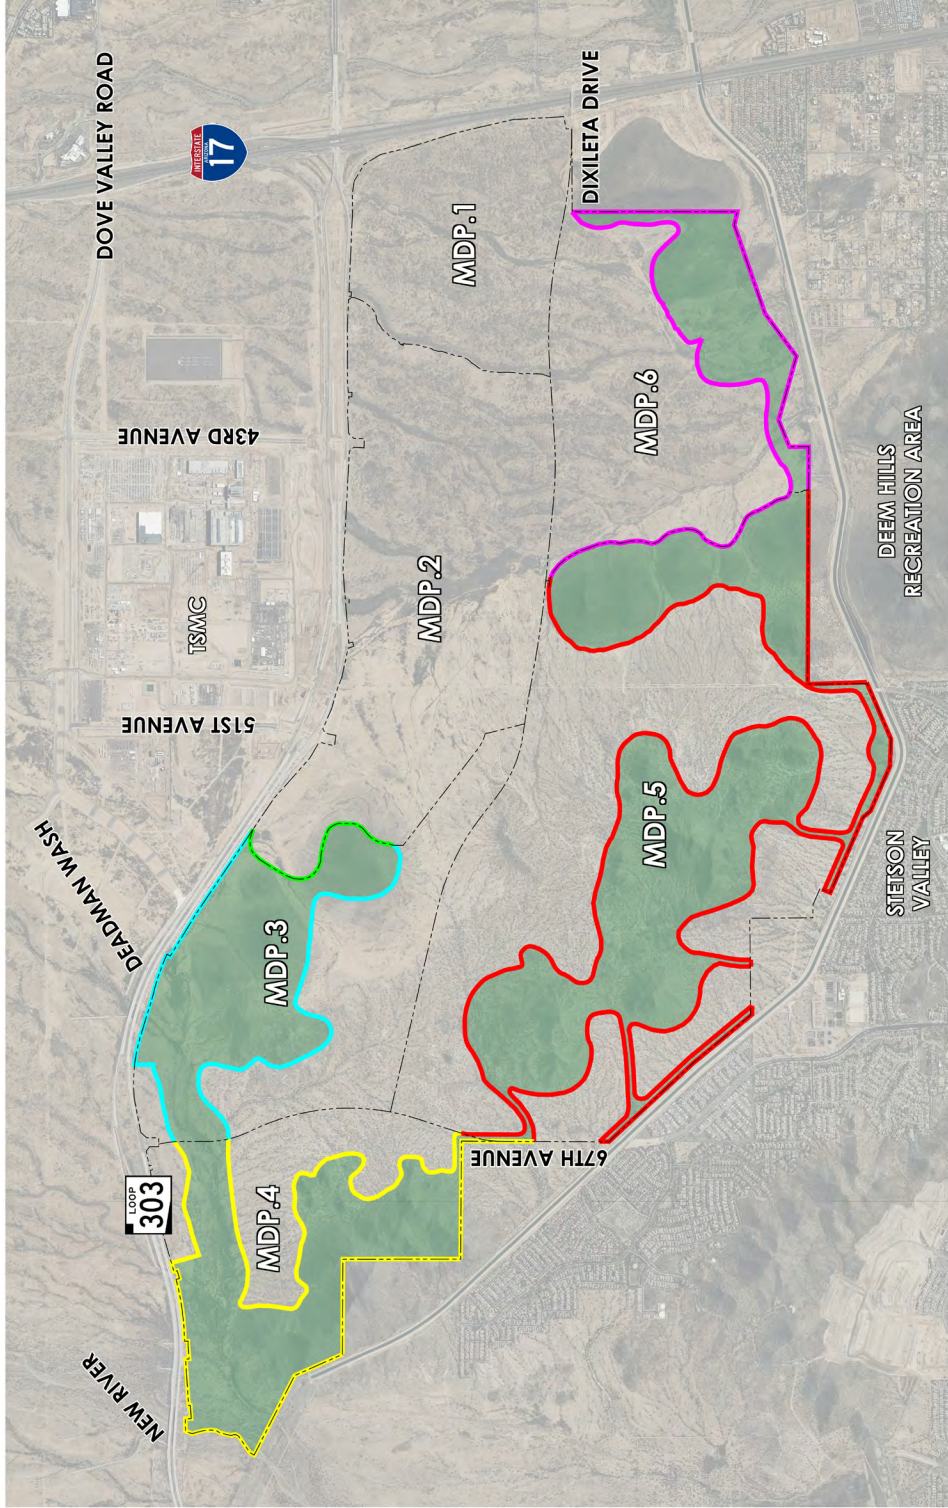 DOVE VALLEY ROAD
INTERSTATE
ARIZONA
17
DIXILETA DRIVE
MDP.1
43RD AVENUE
MDP.6
DEEM HILLS
RECREATION AREA
TSMC
MDP.2
51ST AVENUE
DEADMAN WASH
MDP.3
MDP.5
STETSON
VALLEY
LOOP
303
MDP.4
67TH AVENUE
NEW RIVER